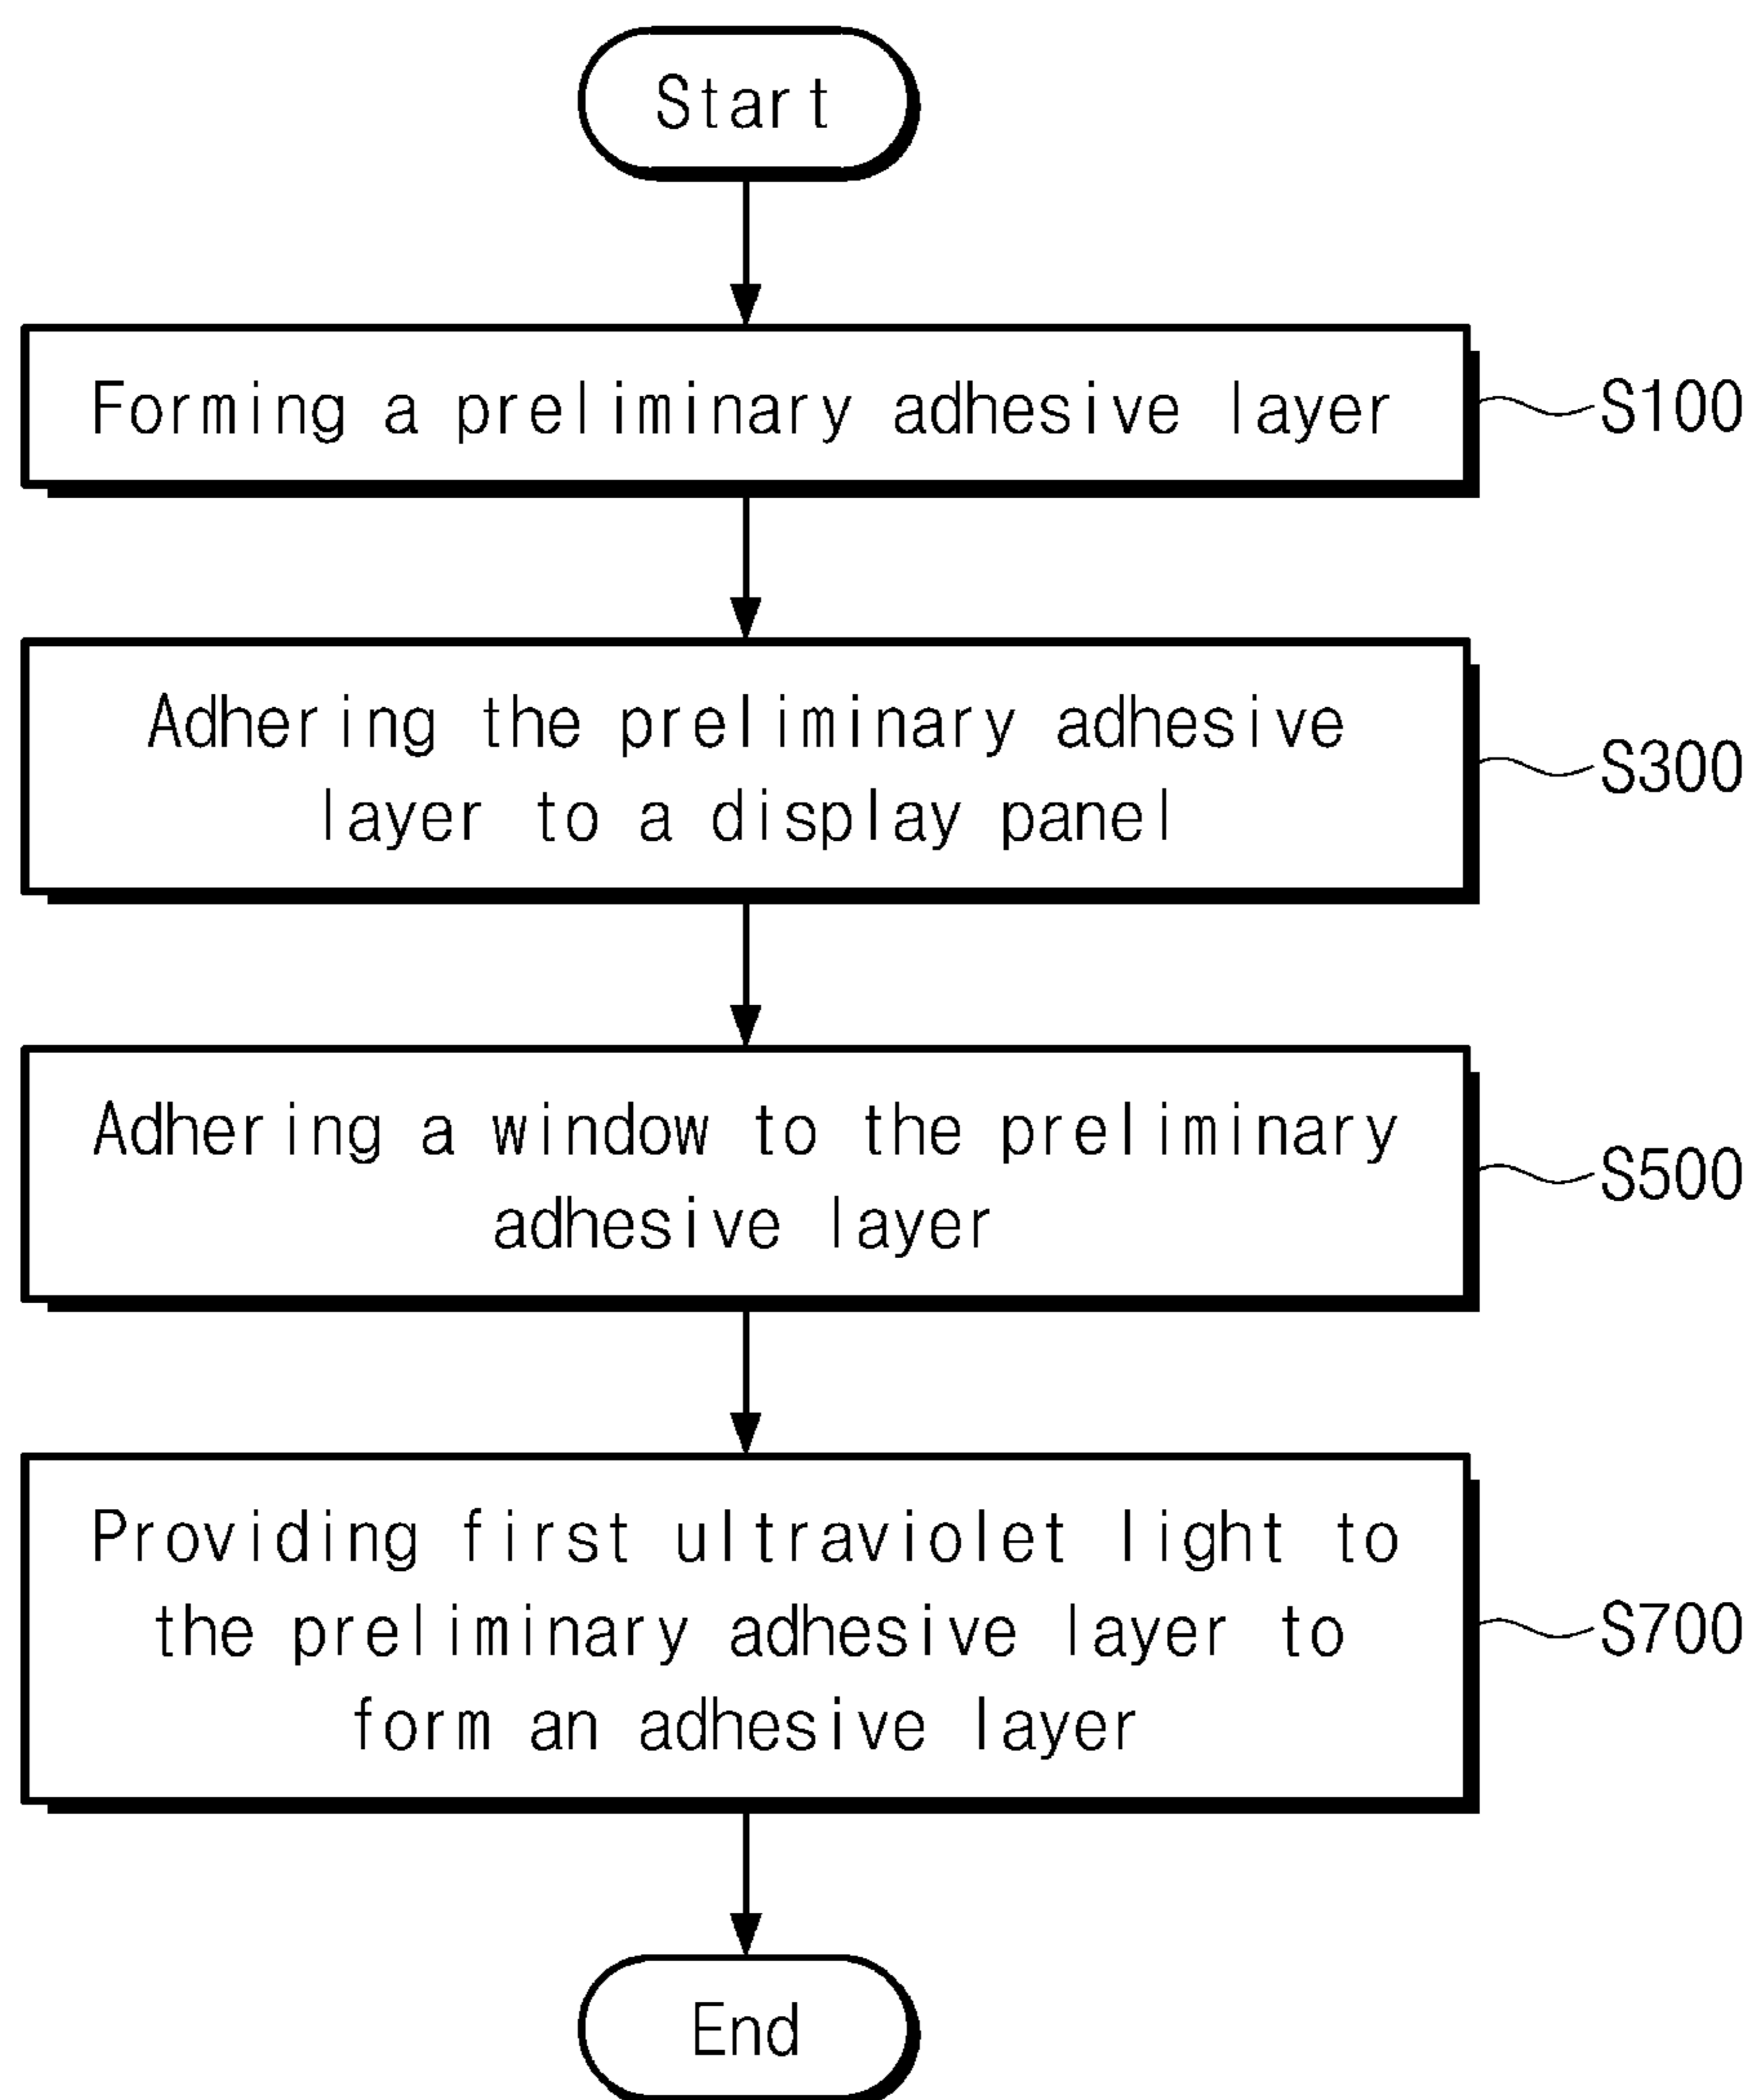 Start
Forming a preliminary adhesive layer
S100
Adhering the preliminary adhesive
layer to a display panel
S300
Adhering a window to the preliminary
adhesive layer
S500
Providing first ultraviolet light to
the preliminary adhesive layer to
form an adhesive layer
S700
End